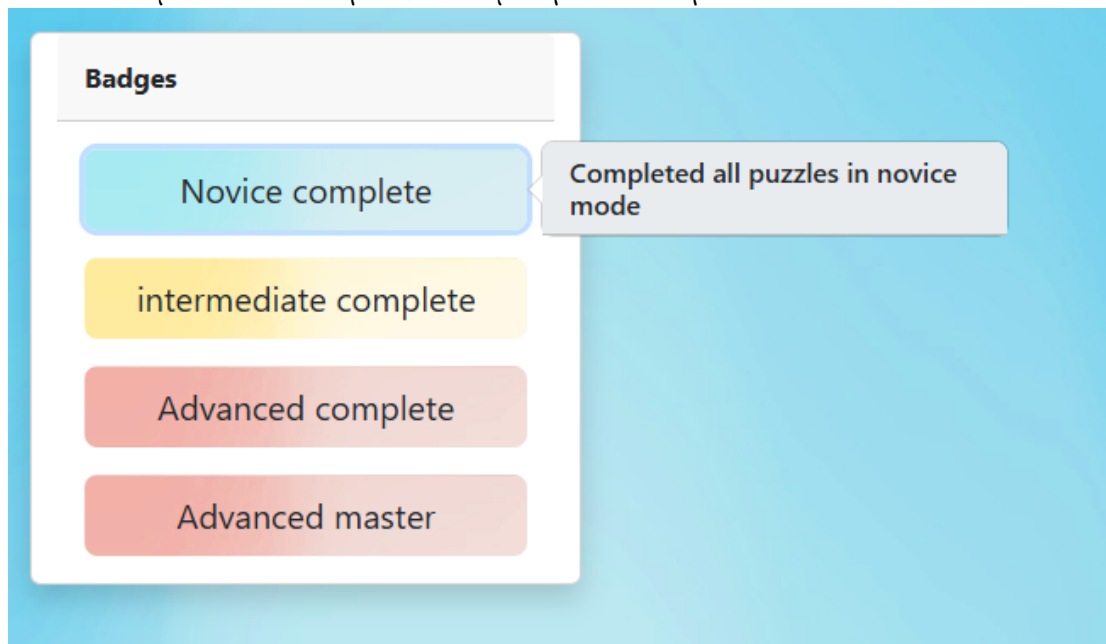 Badges
Novice complete
Completed all puzzles in novice
mode
intermediate complete
Advanced complete
Advanced master